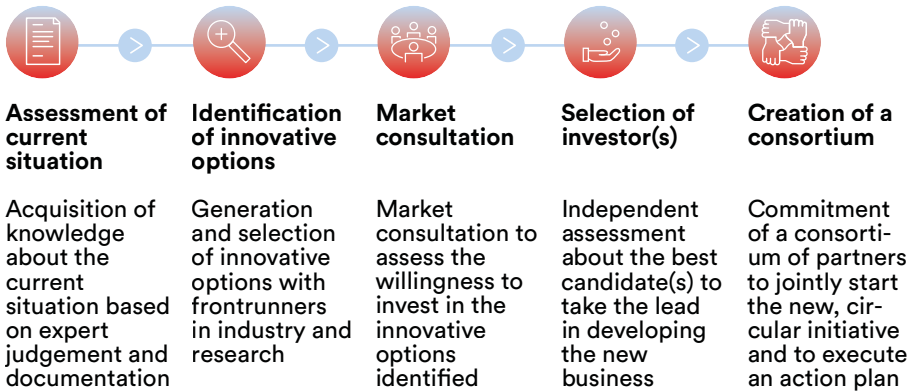 Assessment of
current
situation
Acquisition of
knowledge
about the
current
situation based
on expert
judgement and
documentation
Identification
of innovative
options
Generation
and selection
of innovative
options with
frontrunners
in industry and
research
Market
consultation
Market
consultation to
assess the
willingness to
invest in the
innovative
options
identified
Selection of
investor(s)
Independent
assessment
about the best
candidate(s) to
take the lead
in developing
the new
business
Creation of a
consortium
Commitment
of a consorti-
um of partners
to jointly start
the new, cir-
cular initiative
and to execute
an action plan